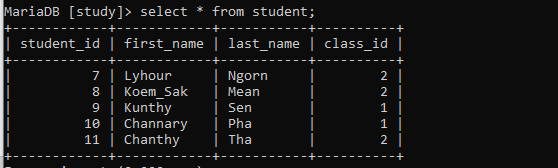 MariaDB [study]> select * from student;
+------------+------------+-----------+----------+
| student_id | first_name | last_name | class_id |
+------------+------------+-----------+----------+
|          7 | Lyhour     | Ngorn     |        2 |
|          8 | Koem_Sak   | Mean      |        2 |
|          9 | Kunthy     | Sen       |        1 |
|         10 | Channary   | Pha       |        1 |
|         11 | Chanthy    | Tha       |        2 |
+------------+------------+-----------+----------+